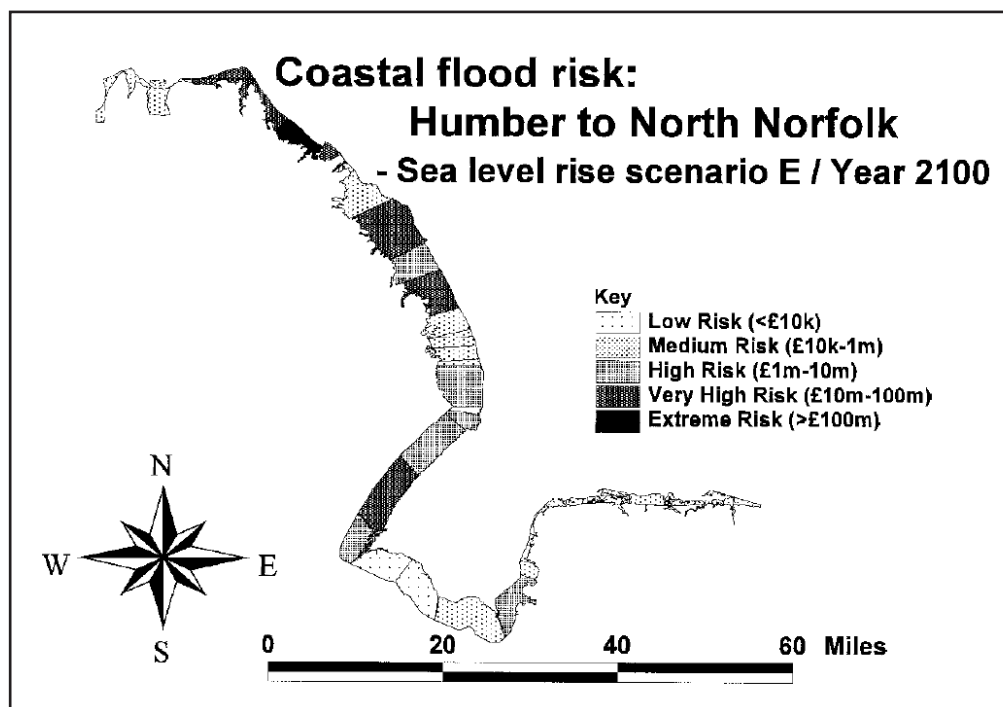 Coastal flood risk:
Humber to North Norfolk
- Sea level rise scenario E / Year 2100
Key
Low Risk (<£10k)
Medium Risk (£10k-1m)
High Risk (£1m-10m)
Very High Risk (£10m-100m)
Extreme Risk (>£100m)
N
W E
S
0 20 40 60 Miles